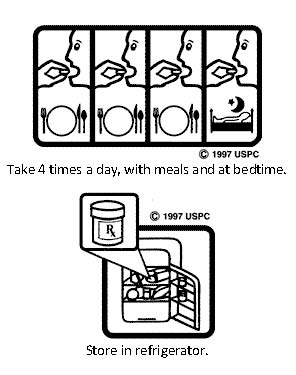 © 1997 USPC
Take 4 times a day, with meals and at bedtime.
© 1997 USPC
Rx
Store in refrigerator.